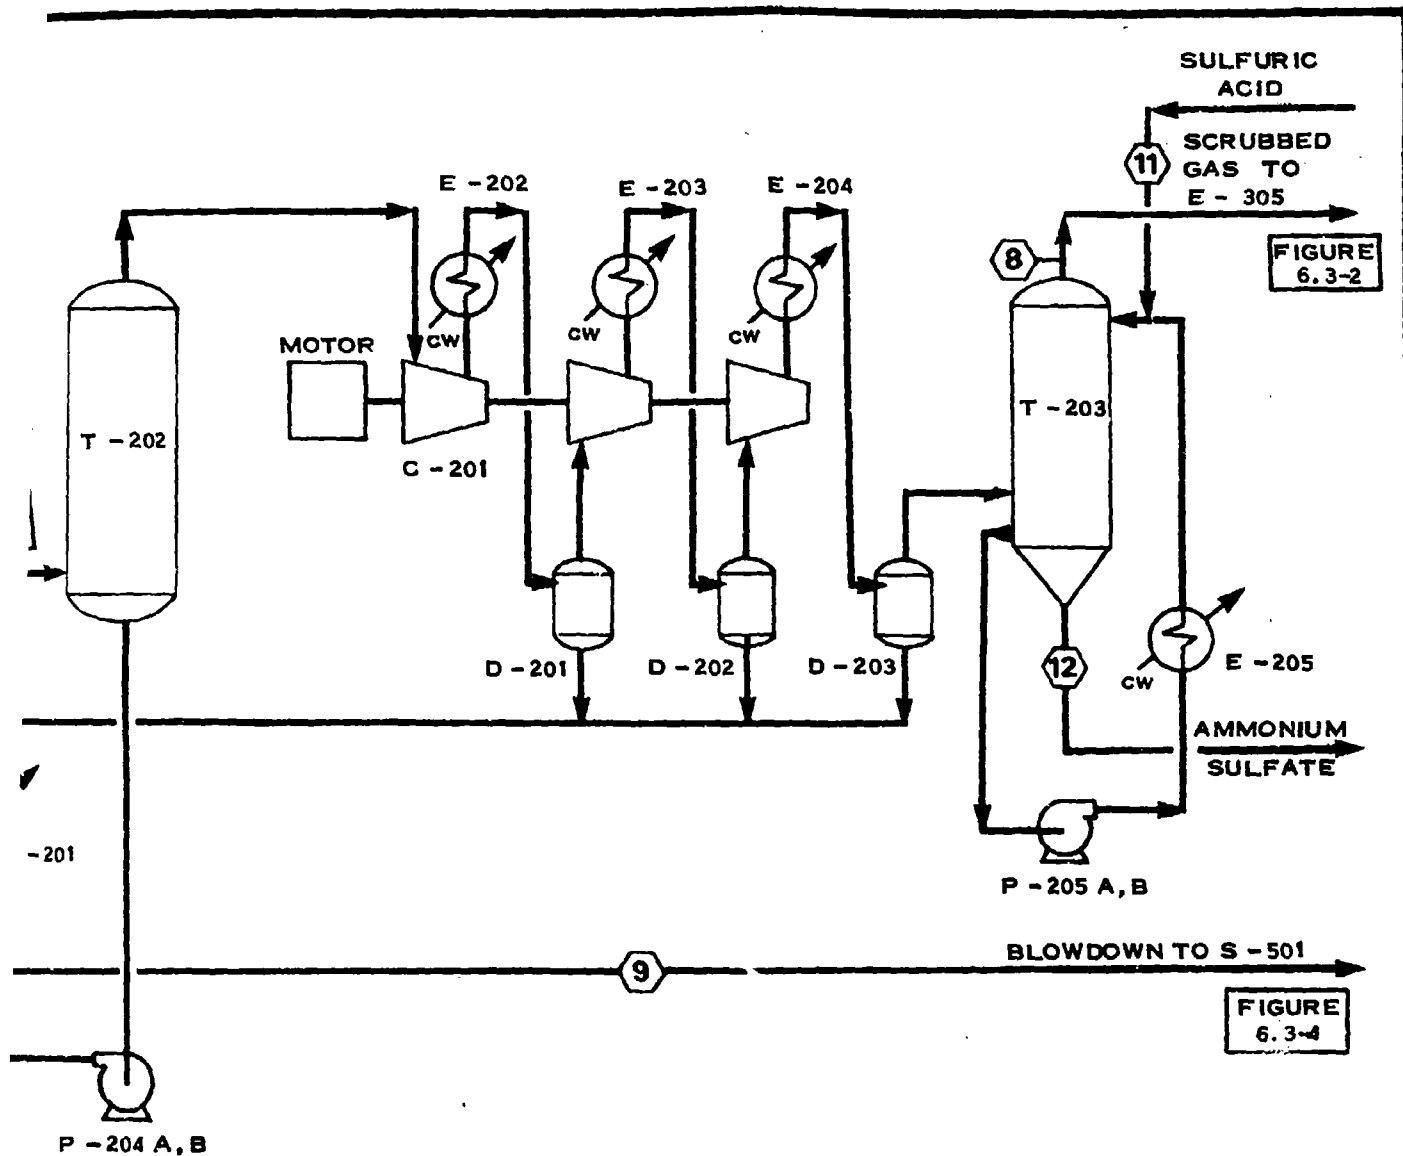 SULFURIC
ACID
11
SCRUBBED
GAS TO
E - 305
E - 202
E - 203
E - 204
8
FIGURE
6.3-2
CW
CW
CW
MOTOR
T - 202
C - 201
T - 203
D - 201
D - 202
D - 203
12
CW
E - 205
AMMONIUM
SULFATE
- 201
P - 205 A, B
BLOWDOWN TO S - 501
9
FIGURE
6.3-4
P - 204 A, B